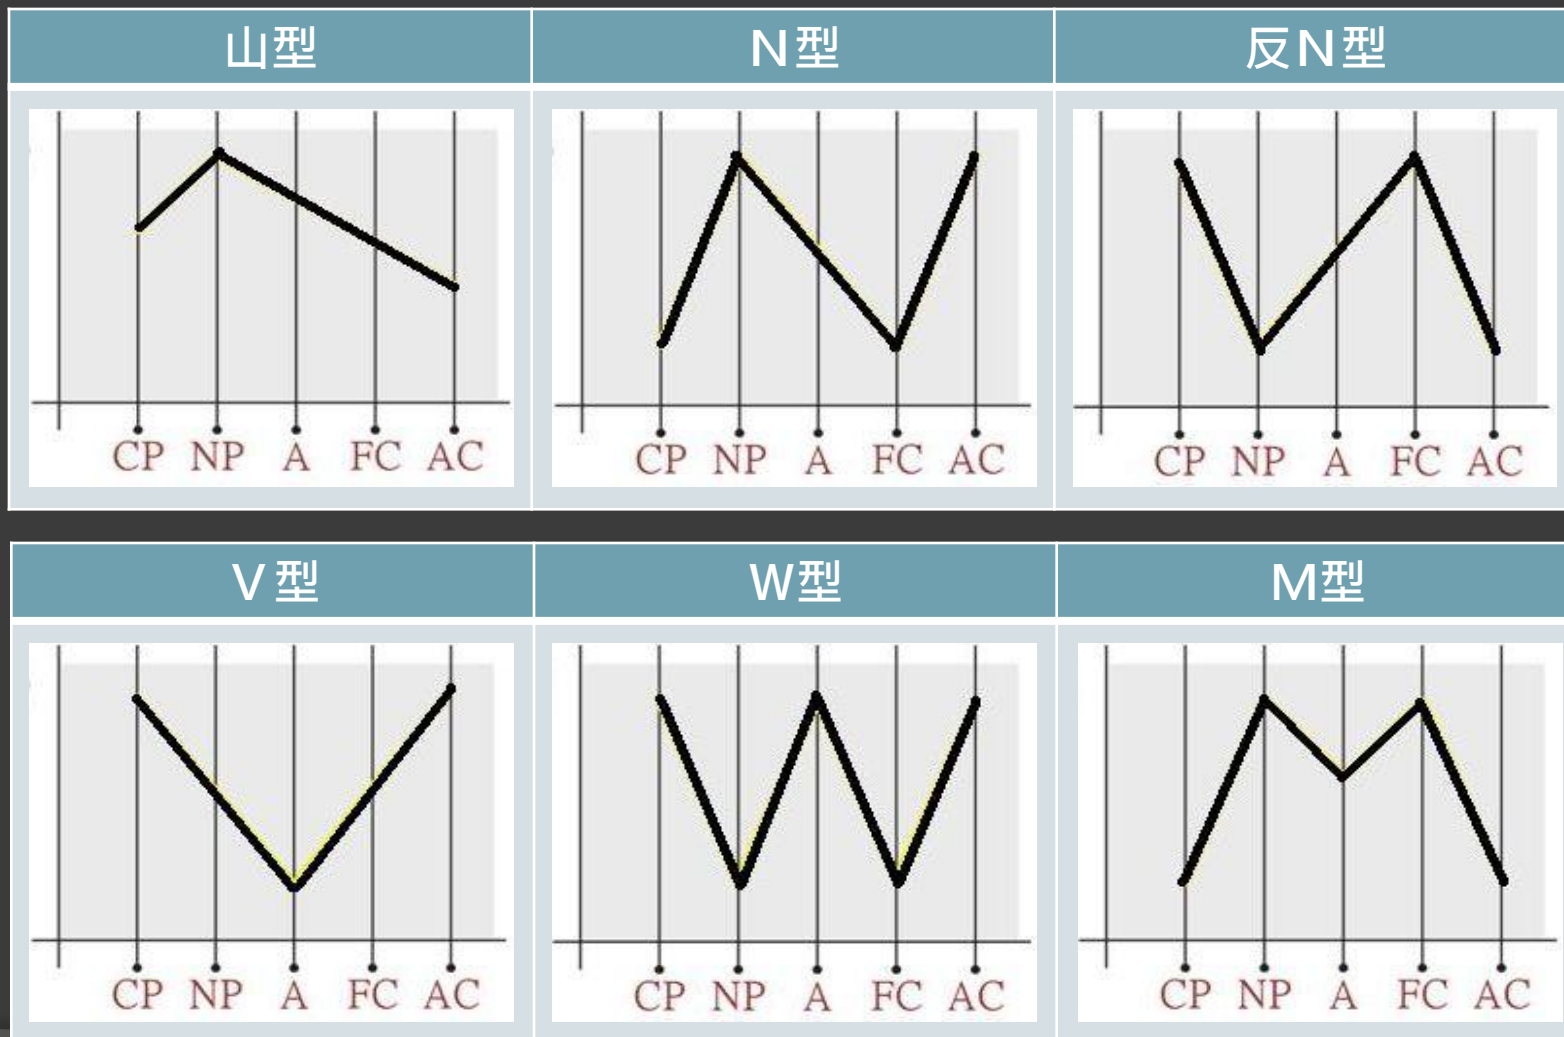 山型
N型
反N型
CP NP A FC AC
CP NP A FC AC
CP NP A FC AC
V型
W型
M型
CP NP A FC AC
CP NP A FC AC
CP NP A FC AC